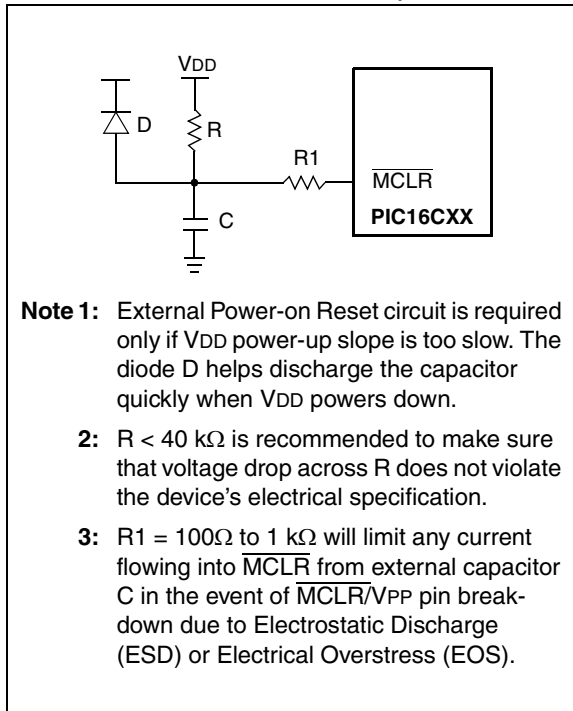 VDD
D
R
R1
MCLR
C
PIC16CXX
Note 1: External Power-on Reset circuit is required
only if VDD power-up slope is too slow. The
diode D helps discharge the capacitor
quickly when VDD powers down.
2: R < 40 kΩ is recommended to make sure
that voltage drop across R does not violate
the device's electrical specification.
3: R1 = 100Ω to 1 kΩ will limit any current
flowing into MCLR from external capacitor
C in the event of MCLR/VPP pin break-
down due to Electrostatic Discharge
(ESD) or Electrical Overstress (EOS).